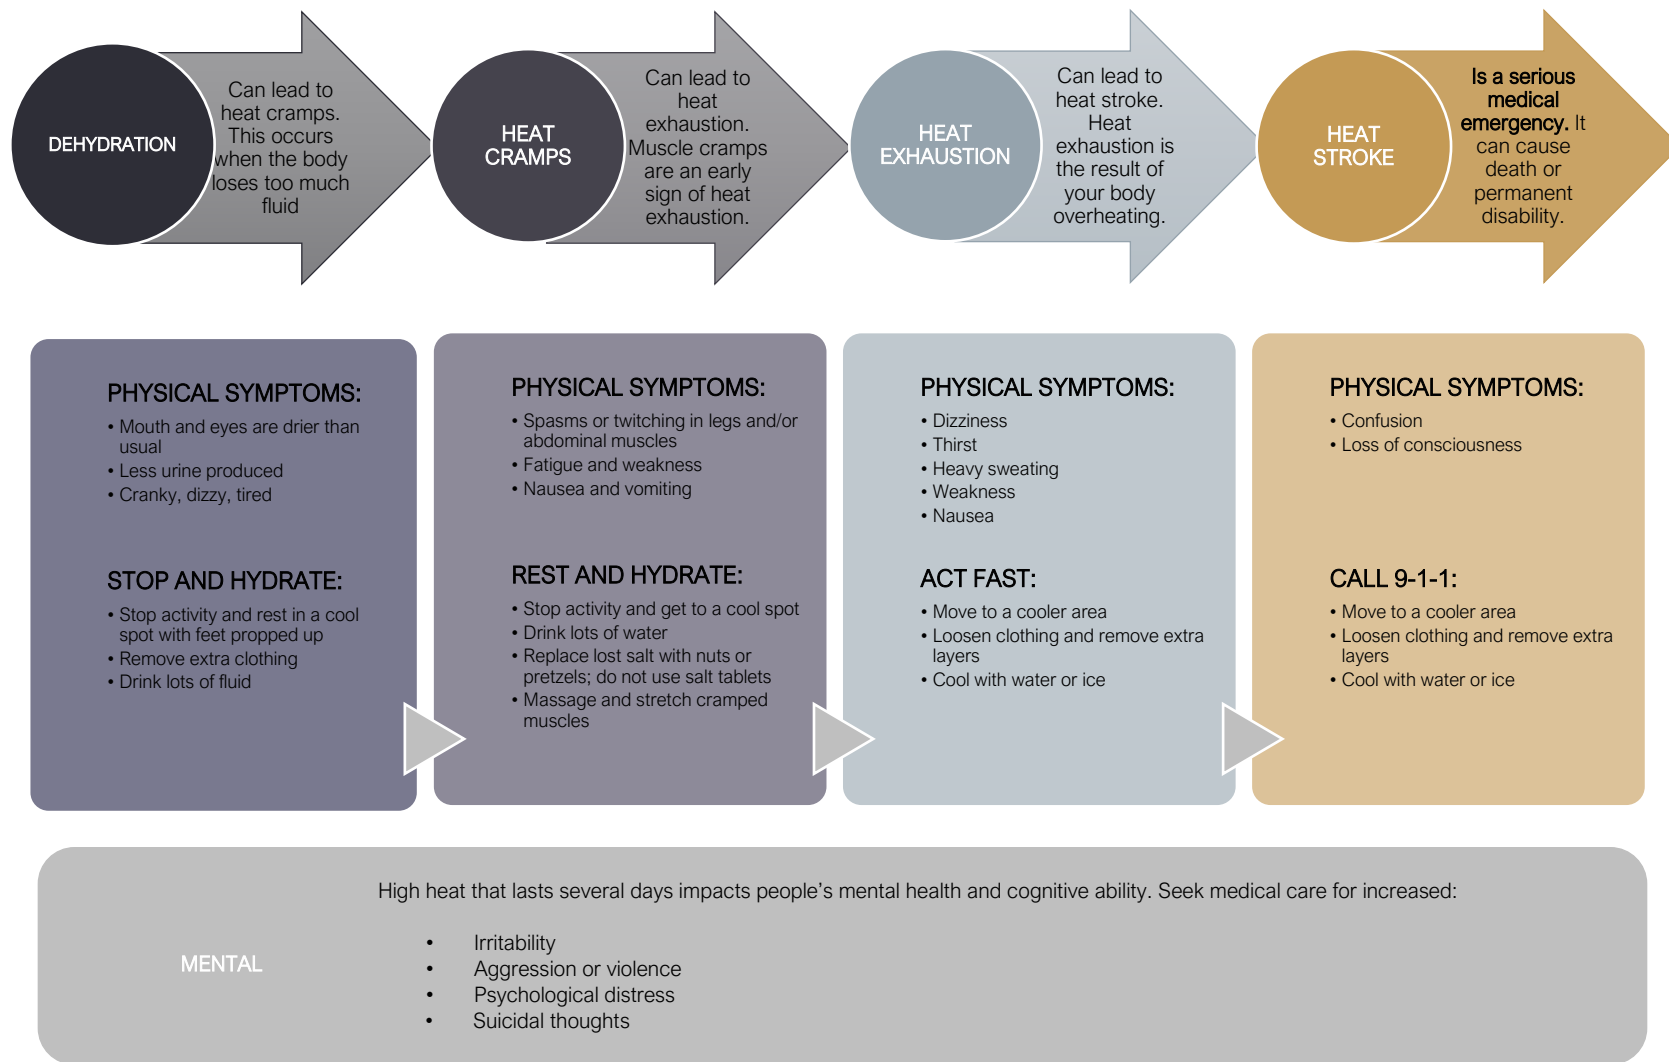 DEHYDRATION
Can lead to
heat cramps.
This occurs
when the body
loses too much
fluid
HEAT
CRAMPS
Can lead to
heat
exhaustion.
Muscle cramps
are an early
sign of heat
exhaustion.
HEAT
EXHAUSTION
Can lead to
heat stroke.
Heat
exhaustion is
the result of
your body
overheating.
HEAT
STROKE
Is a serious
medical
emergency. It
can cause
death or
permanent
disability.
PHYSICAL SYMPTOMS:
• Mouth and eyes are drier than
usual
• Less urine produced
• Cranky, dizzy, tired
STOP AND HYDRATE:
• Stop activity and rest in a cool
spot with feet propped up
• Remove extra clothing
• Drink lots of fluid
PHYSICAL SYMPTOMS:
• Spasms or twitching in legs and/or
abdominal muscles
• Fatigue and weakness
• Nausea and vomiting
REST AND HYDRATE:
• Stop activity and get to a cool spot
• Drink lots of water
• Replace lost salt with nuts or
pretzels; do not use salt tablets
• Massage and stretch cramped
muscles
PHYSICAL SYMPTOMS:
• Dizziness
• Thirst
• Heavy sweating
• Weakness
• Nausea
ACT FAST:
• Move to a cooler area
• Loosen clothing and remove extra
layers
• Cool with water or ice
PHYSICAL SYMPTOMS:
• Confusion
• Loss of consciousness
CALL 9-1-1:
• Move to a cooler area
• Loosen clothing and remove extra
layers
• Cool with water or ice
MENTAL
High heat that lasts several days impacts people’s mental health and cognitive ability. Seek medical care for increased:
• Irritability
• Aggression or violence
• Psychological distress
• Suicidal thoughts